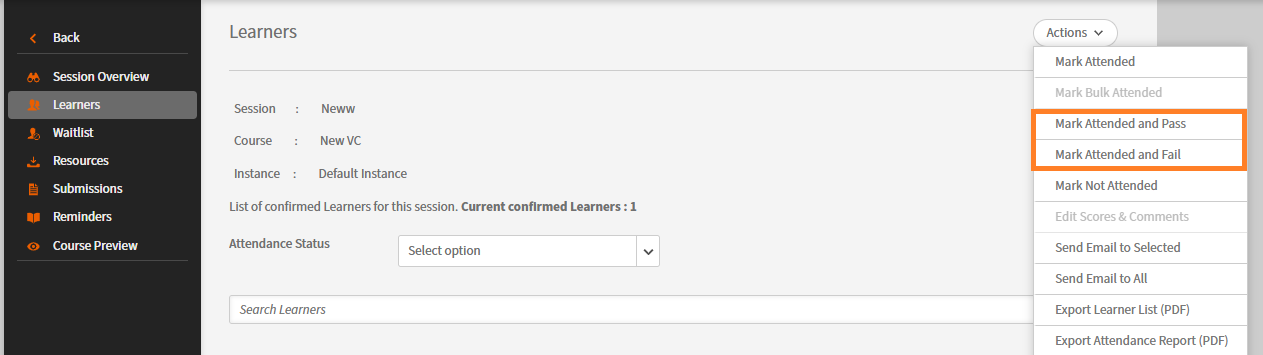 Back
Session Overview
Learners
Waitlist
Resources
Submissions
Reminders
Course Preview
Learners
Actions
Session : Neww
Course : New VC
Instance : Default Instance
List of confirmed Learners for this session. Current confirmed Learners : 1
Attendance Status Select option
Search Learners
Mark Attended
Mark Bulk Attended
Mark Attended and Pass
Mark Attended and Fail
Mark Not Attended
Edit Scores & Comments
Send Email to Selected
Send Email to All
Export Learner List (PDF)
Export Attendance Report (PDF)